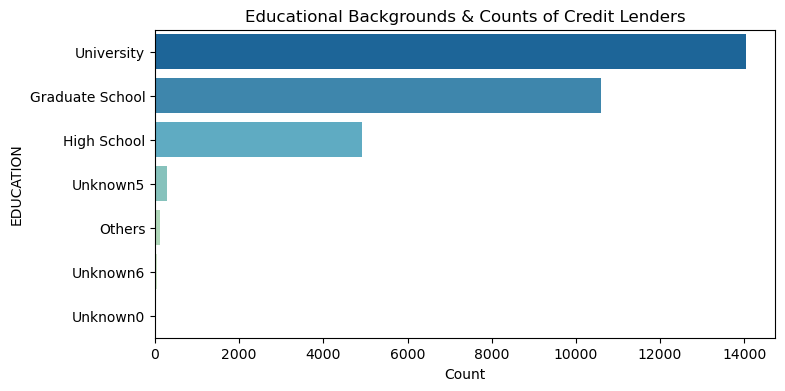 Educational Backgrounds & Counts of Credit Lenders
EDUCATION
University
Graduate School
High School
Unknown5
Others
Unknown6
Unknown0
0 2000 4000 6000 8000 10000 12000 14000
Count